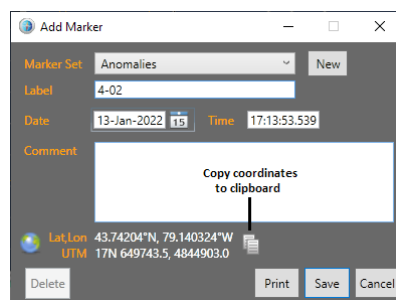 Add Marker
Marker Set Anomalies New
Label 4-02
Date 13-Jan-2022 15 Time 17:13:53.539
Comment
Copy coordinates
to clipboard
Lat,Lon 43.74204"N, 79.140324"W
UTM 17N 649743.5, 4844903.0
Delete Print Save Cancel